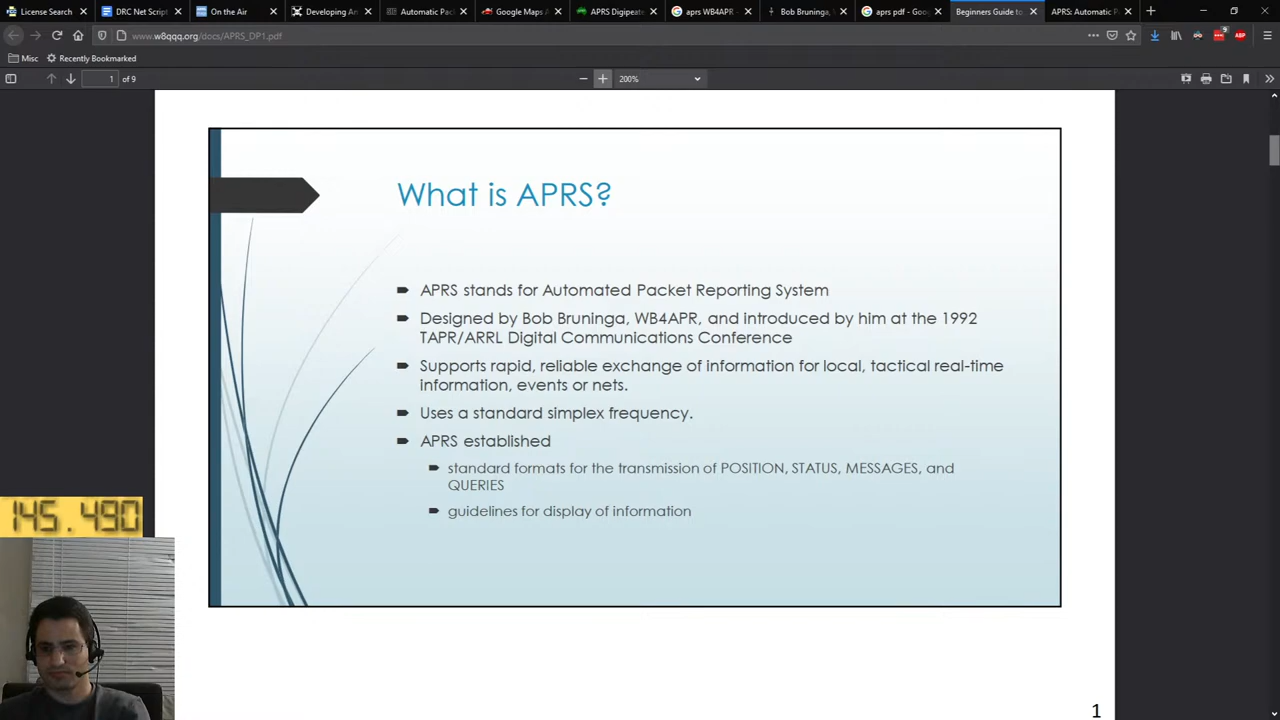 License Search
DRC Net Script
On the Air
Developing An
Automatic Pack
Google Maps A
APRS Digipeate
aprs WB4APR -
Bob Bruninga, W
aprs pdf - Goo
Beginners Guide to
APRS: Automatic P
www.w8qqq.org/docs/APRS_DP1.pdf
9
ABP
Misc
Recently Bookmarked
1
of 9
200%
What is APRS?
APRS stands for Automated Packet Reporting System
Designed by Bob Bruninga, WB4APR, and introduced by him at the 1992
TAPR/ARRL Digital Communications Conference
Supports rapid, reliable exchange of information for local, tactical real-time
information, events or nets.
Uses a standard simplex frequency.
APRS established
standard formats for the transmission of POSITION, STATUS, MESSAGES, and
QUERIES
guidelines for display of information
145.490
1